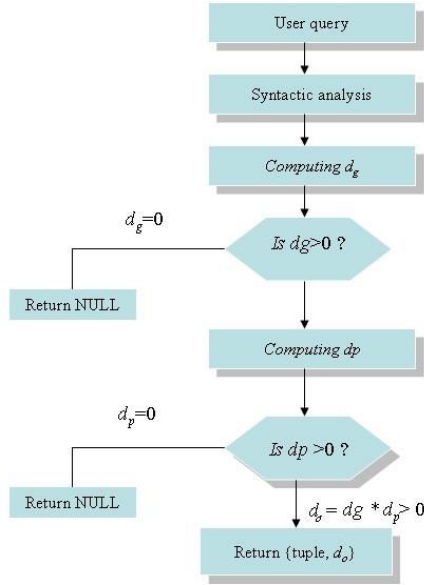 User query
Syntactic analysis
Computing d_g
d_g=0
Is dg>0 ?
Return NULL
Computing dp
d_p=0
Is dp >0 ?
Return NULL
d_o = dg * d_p> 0
Return {tuple, d_o}